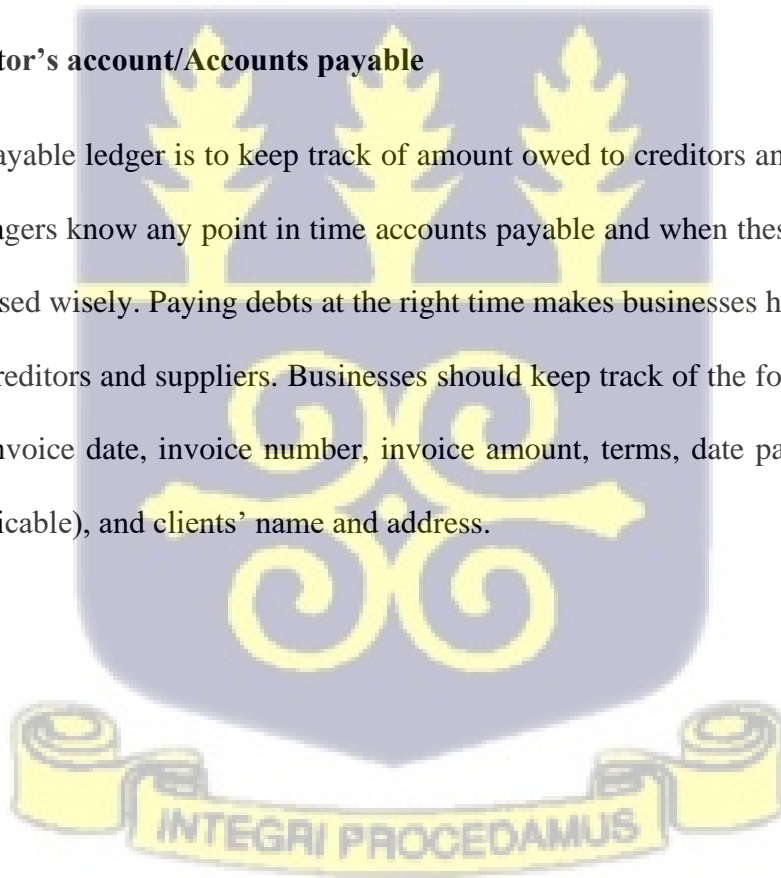 tor’s account/Accounts payable
ayable ledger is to keep track of amount owed to creditors an
agers know any point in time accounts payable and when these
sed wisely. Paying debts at the right time makes businesses h
reditors and suppliers. Businesses should keep track of the fo
nvoice date, invoice number, invoice amount, terms, date pa
icable), and clients’ name and address.
INTEGRI PROCEDAMUS